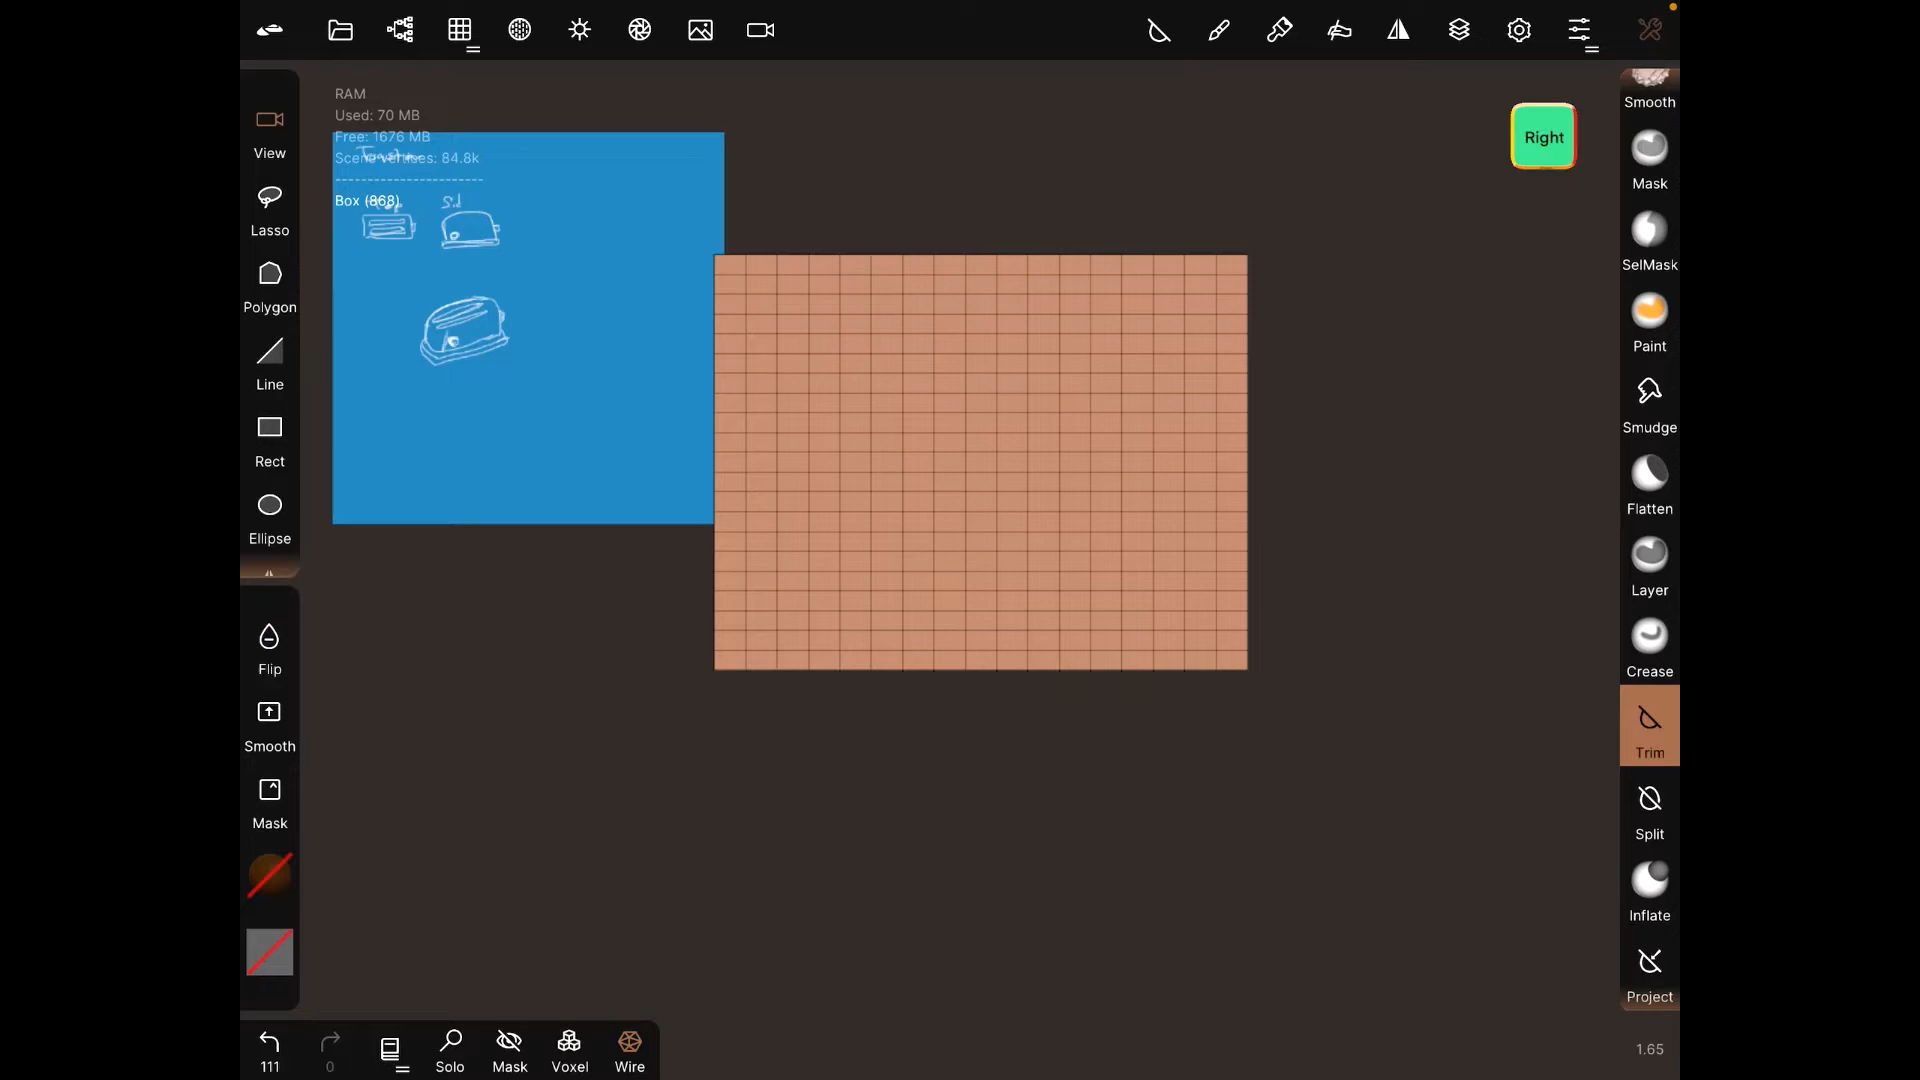 RAM
Used: 70 MB
Free: 1676 MB
Scene vertices: 84.8k
Box (868)
Right
View
Lasso
Polygon
Line
Rect
Ellipse
Flip
Smooth
Mask
111
0
Solo
Mask
Voxel
Wire
Smooth
Mask
SelMask
Paint
Smudge
Flatten
Layer
Crease
Trim
Split
Inflate
Project
1.65